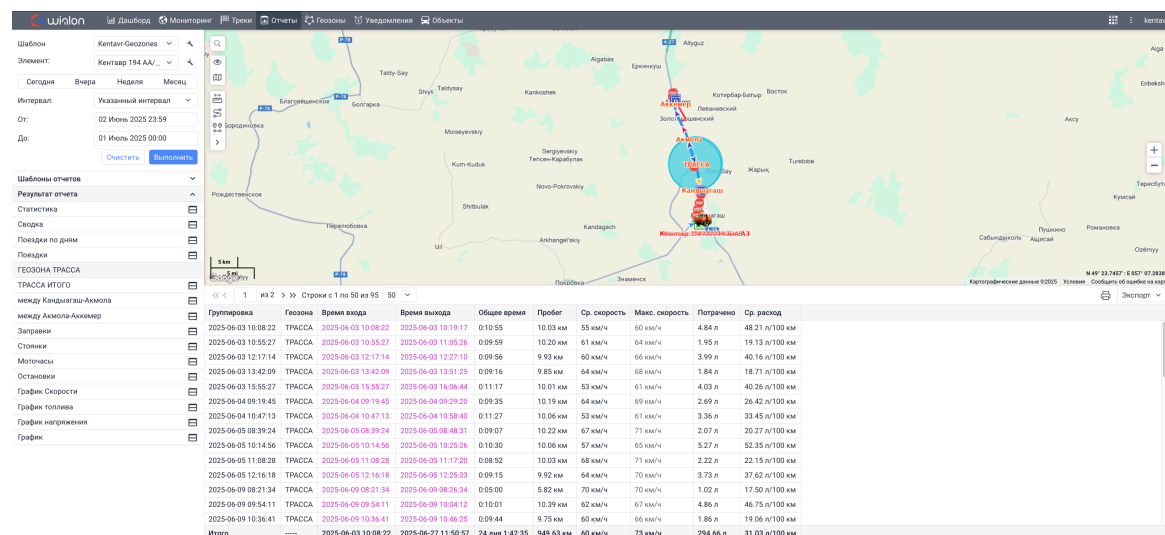 wialon Дашборд Мониторинг Треки Отчеты Геозоны Уведомления Объекты kentav
Шаблон Kentavr-Geozones
Элемент: Кентавр 194 AA/...
Сегодня Вчера Неделя Месяц
Интервал: Указанный интервал
От: 02 Июнь 2025 23:59
До: 01 Июль 2025 00:00
Очистить Выполнить
Шаблоны отчетов
Результат отчета
Статистика
Сводка
Поездки по дням
Поездки
ГЕОЗОНА ТРАССА
ТРАССА ИТОГО
между Кандыагаш-Акмола
между Акмола-Аккемер
Заправки
Стоянки
Моточасы
Остановки
График Скорости
График топлива
График напряжения
График
P-78
A-27 Altyguz
Alga
Algabas
Еркинкуш
Taldy-Say
Enbeksh
Shiyli Taldysay
Kankoshek
Котибар-Батыр Восток
Благовещенское P-78 Болгарка
Аккемер Леваневский
P-78
Золотношенский
Аксу
Бородиновка
Moiseyevskiy
Акмола
Sergiyevskiy
Тепсен-Карабулак
Turetobe
Kum-Kuduk
ТРАССА
Say Жарык
Тарисбута
Novo-Pokrovskiy
Кандыагаш
Рождественское
Кумсай
Shitbulak
Перелюбовка
Kandagach
агаш
Пушкино Романовка
Arkhangel'skiy
Сабындыколь Ащисай
Uil
Ozërnyy
5 km
5 mi
P-78
Знаменск
Покровка
N 49° 23.7457' : E 057° 07.2838
Картографические данные ©2025 Условия Сообщить об ошибке на карт
1 из 2 Строки с 1 по 50 из 95 50 Экспорт
Группировка Геозона Время входа Время выхода Общее время Пробег Ср. скорость Макс. скорость Потрачено Ср. расход
2025-06-03 10:08:22 ТРАССА 2025-06-03 10:08:22 2025-06-03 10:19:17 0:10:55 10.03 км 55 км/ч 60 км/ч 4.84 л 48.21 л/100 км
2025-06-03 10:55:27 ТРАССА 2025-06-03 10:55:27 2025-06-03 11:05:26 0:09:59 10.20 км 61 км/ч 64 км/ч 1.95 л 19.13 л/100 км
2025-06-03 12:17:14 ТРАССА 2025-06-03 12:17:14 2025-06-03 12:27:10 0:09:56 9.93 км 60 км/ч 66 км/ч 3.99 л 40.16 л/100 км
2025-06-03 13:42:09 ТРАССА 2025-06-03 13:42:09 2025-06-03 13:51:25 0:09:16 9.85 км 64 км/ч 68 км/ч 1.84 л 18.71 л/100 км
2025-06-03 15:55:27 ТРАССА 2025-06-03 15:55:27 2025-06-03 16:06:44 0:11:17 10.01 км 53 км/ч 61 км/ч 4.03 л 40.26 л/100 км
2025-06-04 09:19:45 ТРАССА 2025-06-04 09:19:45 2025-06-04 09:29:20 0:09:35 10.19 км 64 км/ч 69 км/ч 2.69 л 26.42 л/100 км
2025-06-04 10:47:13 ТРАССА 2025-06-04 10:47:13 2025-06-04 10:58:40 0:11:27 10.06 км 53 км/ч 61 км/ч 3.36 л 33.45 л/100 км
2025-06-05 08:39:24 ТРАССА 2025-06-05 08:39:24 2025-06-05 08:48:31 0:09:07 10.22 км 67 км/ч 71 км/ч 2.07 л 20.27 л/100 км
2025-06-05 10:14:56 ТРАССА 2025-06-05 10:14:56 2025-06-05 10:25:26 0:10:30 10.06 км 57 км/ч 65 км/ч 5.27 л 52.35 л/100 км
2025-06-05 11:08:28 ТРАССА 2025-06-05 11:08:28 2025-06-05 11:17:20 0:08:52 10.03 км 68 км/ч 71 км/ч 2.22 л 22.15 л/100 км
2025-06-05 12:16:18 ТРАССА 2025-06-05 12:16:18 2025-06-05 12:25:33 0:09:15 9.92 км 64 км/ч 70 км/ч 3.73 л 37.62 л/100 км
2025-06-09 08:21:34 ТРАССА 2025-06-09 08:21:34 2025-06-09 08:26:34 0:05:00 5.82 км 70 км/ч 70 км/ч 1.02 л 17.50 л/100 км
2025-06-09 09:54:11 ТРАССА 2025-06-09 09:54:11 2025-06-09 10:04:12 0:10:01 10.39 км 62 км/ч 67 км/ч 4.86 л 46.75 л/100 км
2025-06-09 10:36:41 ТРАССА 2025-06-09 10:36:41 2025-06-09 10:46:25 0:09:44 9.75 км 60 км/ч 66 км/ч 1.86 л 19.06 л/100 км
Итого ----- 2025-06-03 10:08:22 2025-06-27 11:50:57 24 дня 1:42:35 949.63 км 60 км/ч 73 км/ч 294.66 л 31.03 л/100 км